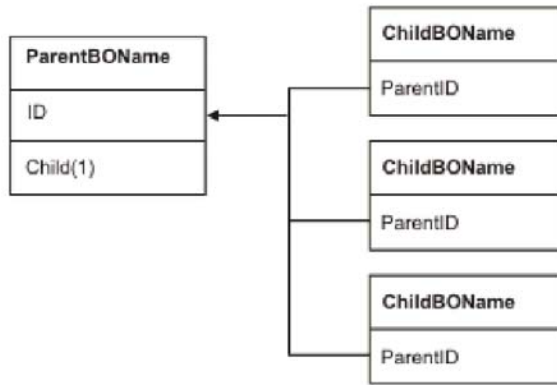 ParentBOName
ID
Child(1)
ChildBOName
ParentID
ChildBOName
ParentID
ChildBOName
ParentID